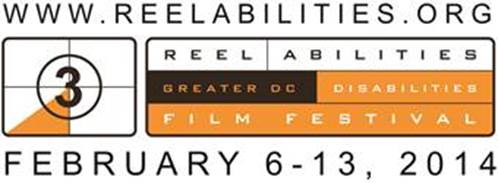 WWW.REELABILITIES.ORG
3
REEL ABILITIES
GREATER DC DISABILITIES
FILM FESTIVAL
FEBRUARY 6-13, 2014